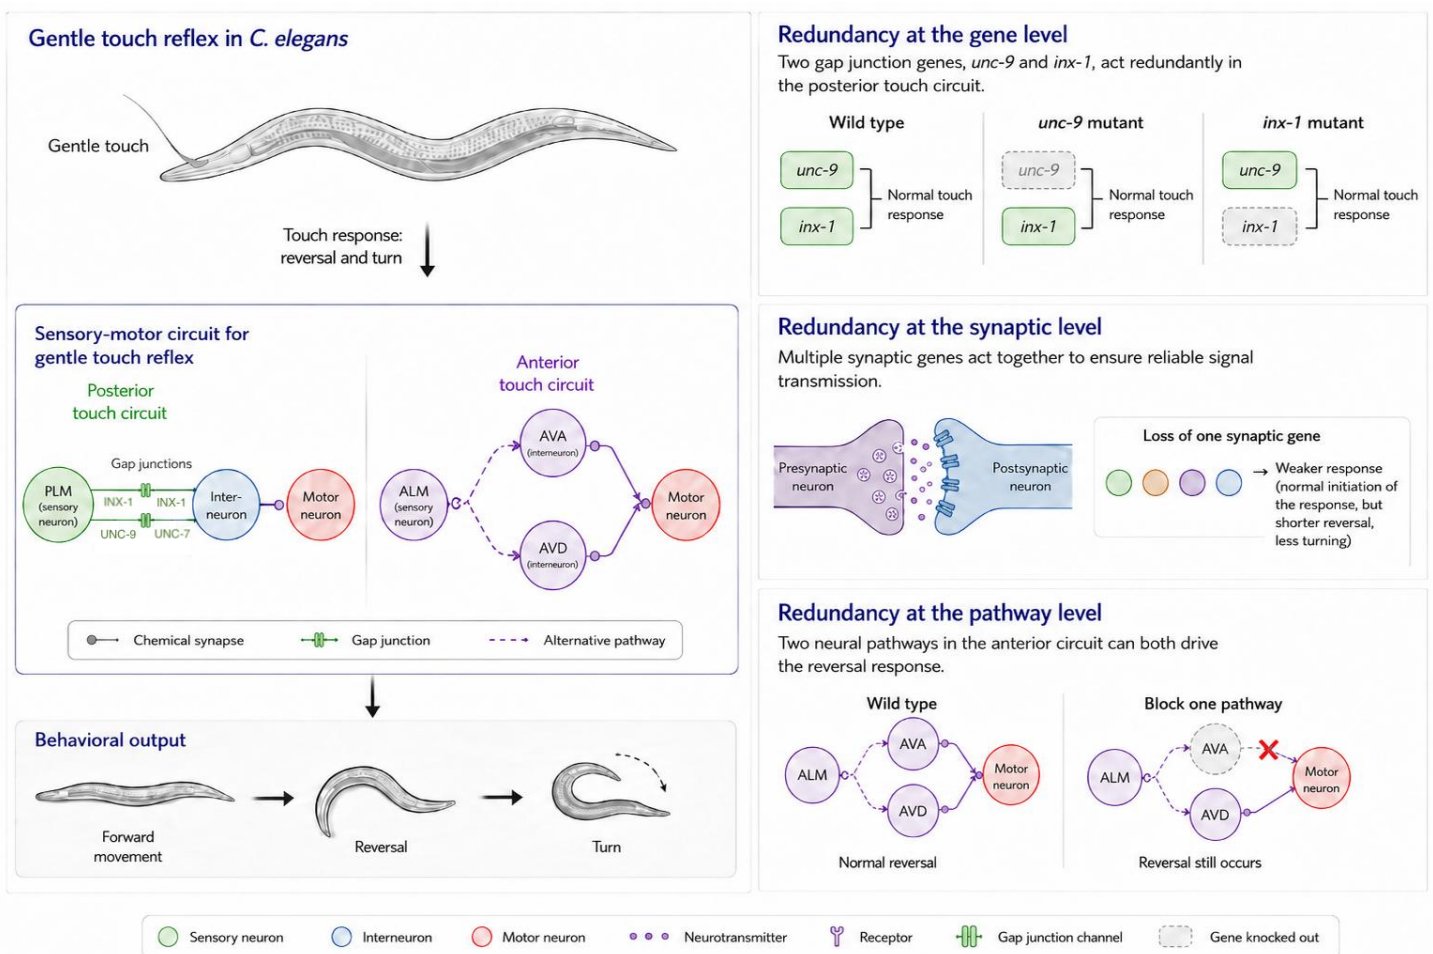 Gentle touch reflex in C. elegans
Gentle touch
Touch response:
reversal and turn
Sensory-motor circuit for
gentle touch reflex
Posterior
touch circuit
Gap junctions
PLM
(sensory
neuron)
INX-1
INX-1
UNC-9
UNC-7
Inter-
neuron
Motor
neuron
Anterior
touch circuit
ALM
(sensory
neuron)
AVA
(interneuron)
AVD
(interneuron)
Motor
neuron
Chemical synapse
Gap junction
Alternative pathway
Behavioral output
Forward
movement
Reversal
Turn
Redundancy at the gene level
Two gap junction genes, unc-9 and inx-1, act redundantly in
the posterior touch circuit.
Wild type
unc-9
inx-1
Normal touch
response
unc-9 mutant
unc-9
inx-1
Normal touch
response
inx-1 mutant
unc-9
inx-1
Normal touch
response
Redundancy at the synaptic level
Multiple synaptic genes act together to ensure reliable signal
transmission.
Presynaptic
neuron
Postsynaptic
neuron
Loss of one synaptic gene
Weaker response
(normal initiation of
the response, but
shorter reversal,
less turning)
Redundancy at the pathway level
Two neural pathways in the anterior circuit can both drive
the reversal response.
Wild type
ALM
AVA
AVD
Motor
neuron
Normal reversal
Block one pathway
ALM
AVA
AVD
Motor
neuron
Reversal still occurs
Sensory neuron
Interneuron
Motor neuron
Neurotransmitter
Receptor
Gap junction channel
Gene knocked out